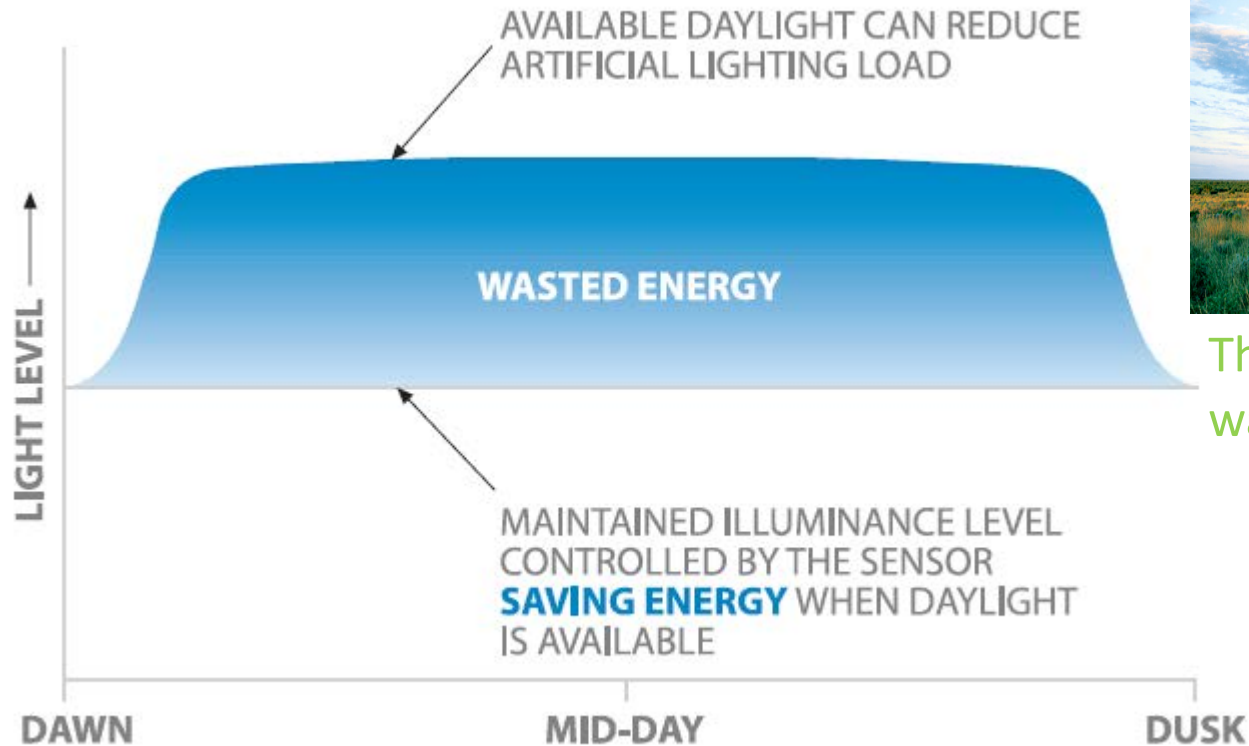 AVAILABLE DAYLIGHT CAN REDUCE
ARTIFICIAL LIGHTING LOAD
WASTED ENERGY
LIGHT LEVEL
MAINTAINED ILLUMINANCE LEVEL
CONTROLLED BY THE SENSOR
SAVING ENERGY WHEN DAYLIGHT
IS AVAILABLE
DAWN
MID-DAY
DUSK